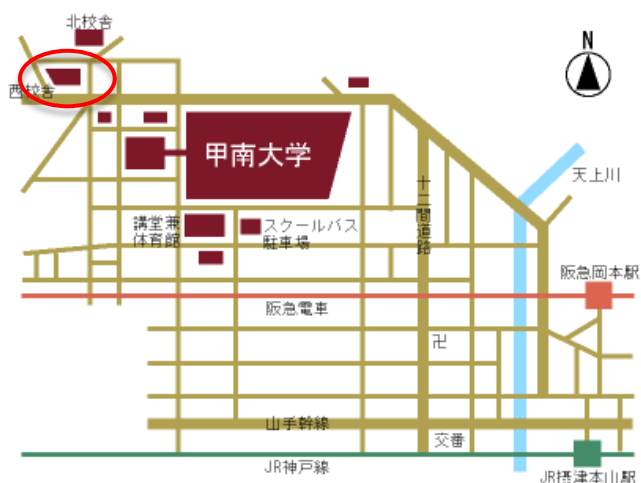 北校舎
N
西校舎
甲南大学
天上川
十二間道路
講堂兼
体育館
スクールバス
駐車場
阪急岡本駅
阪急電車
卍
山手幹線
交番
JR神戸線
JR摂津本山駅